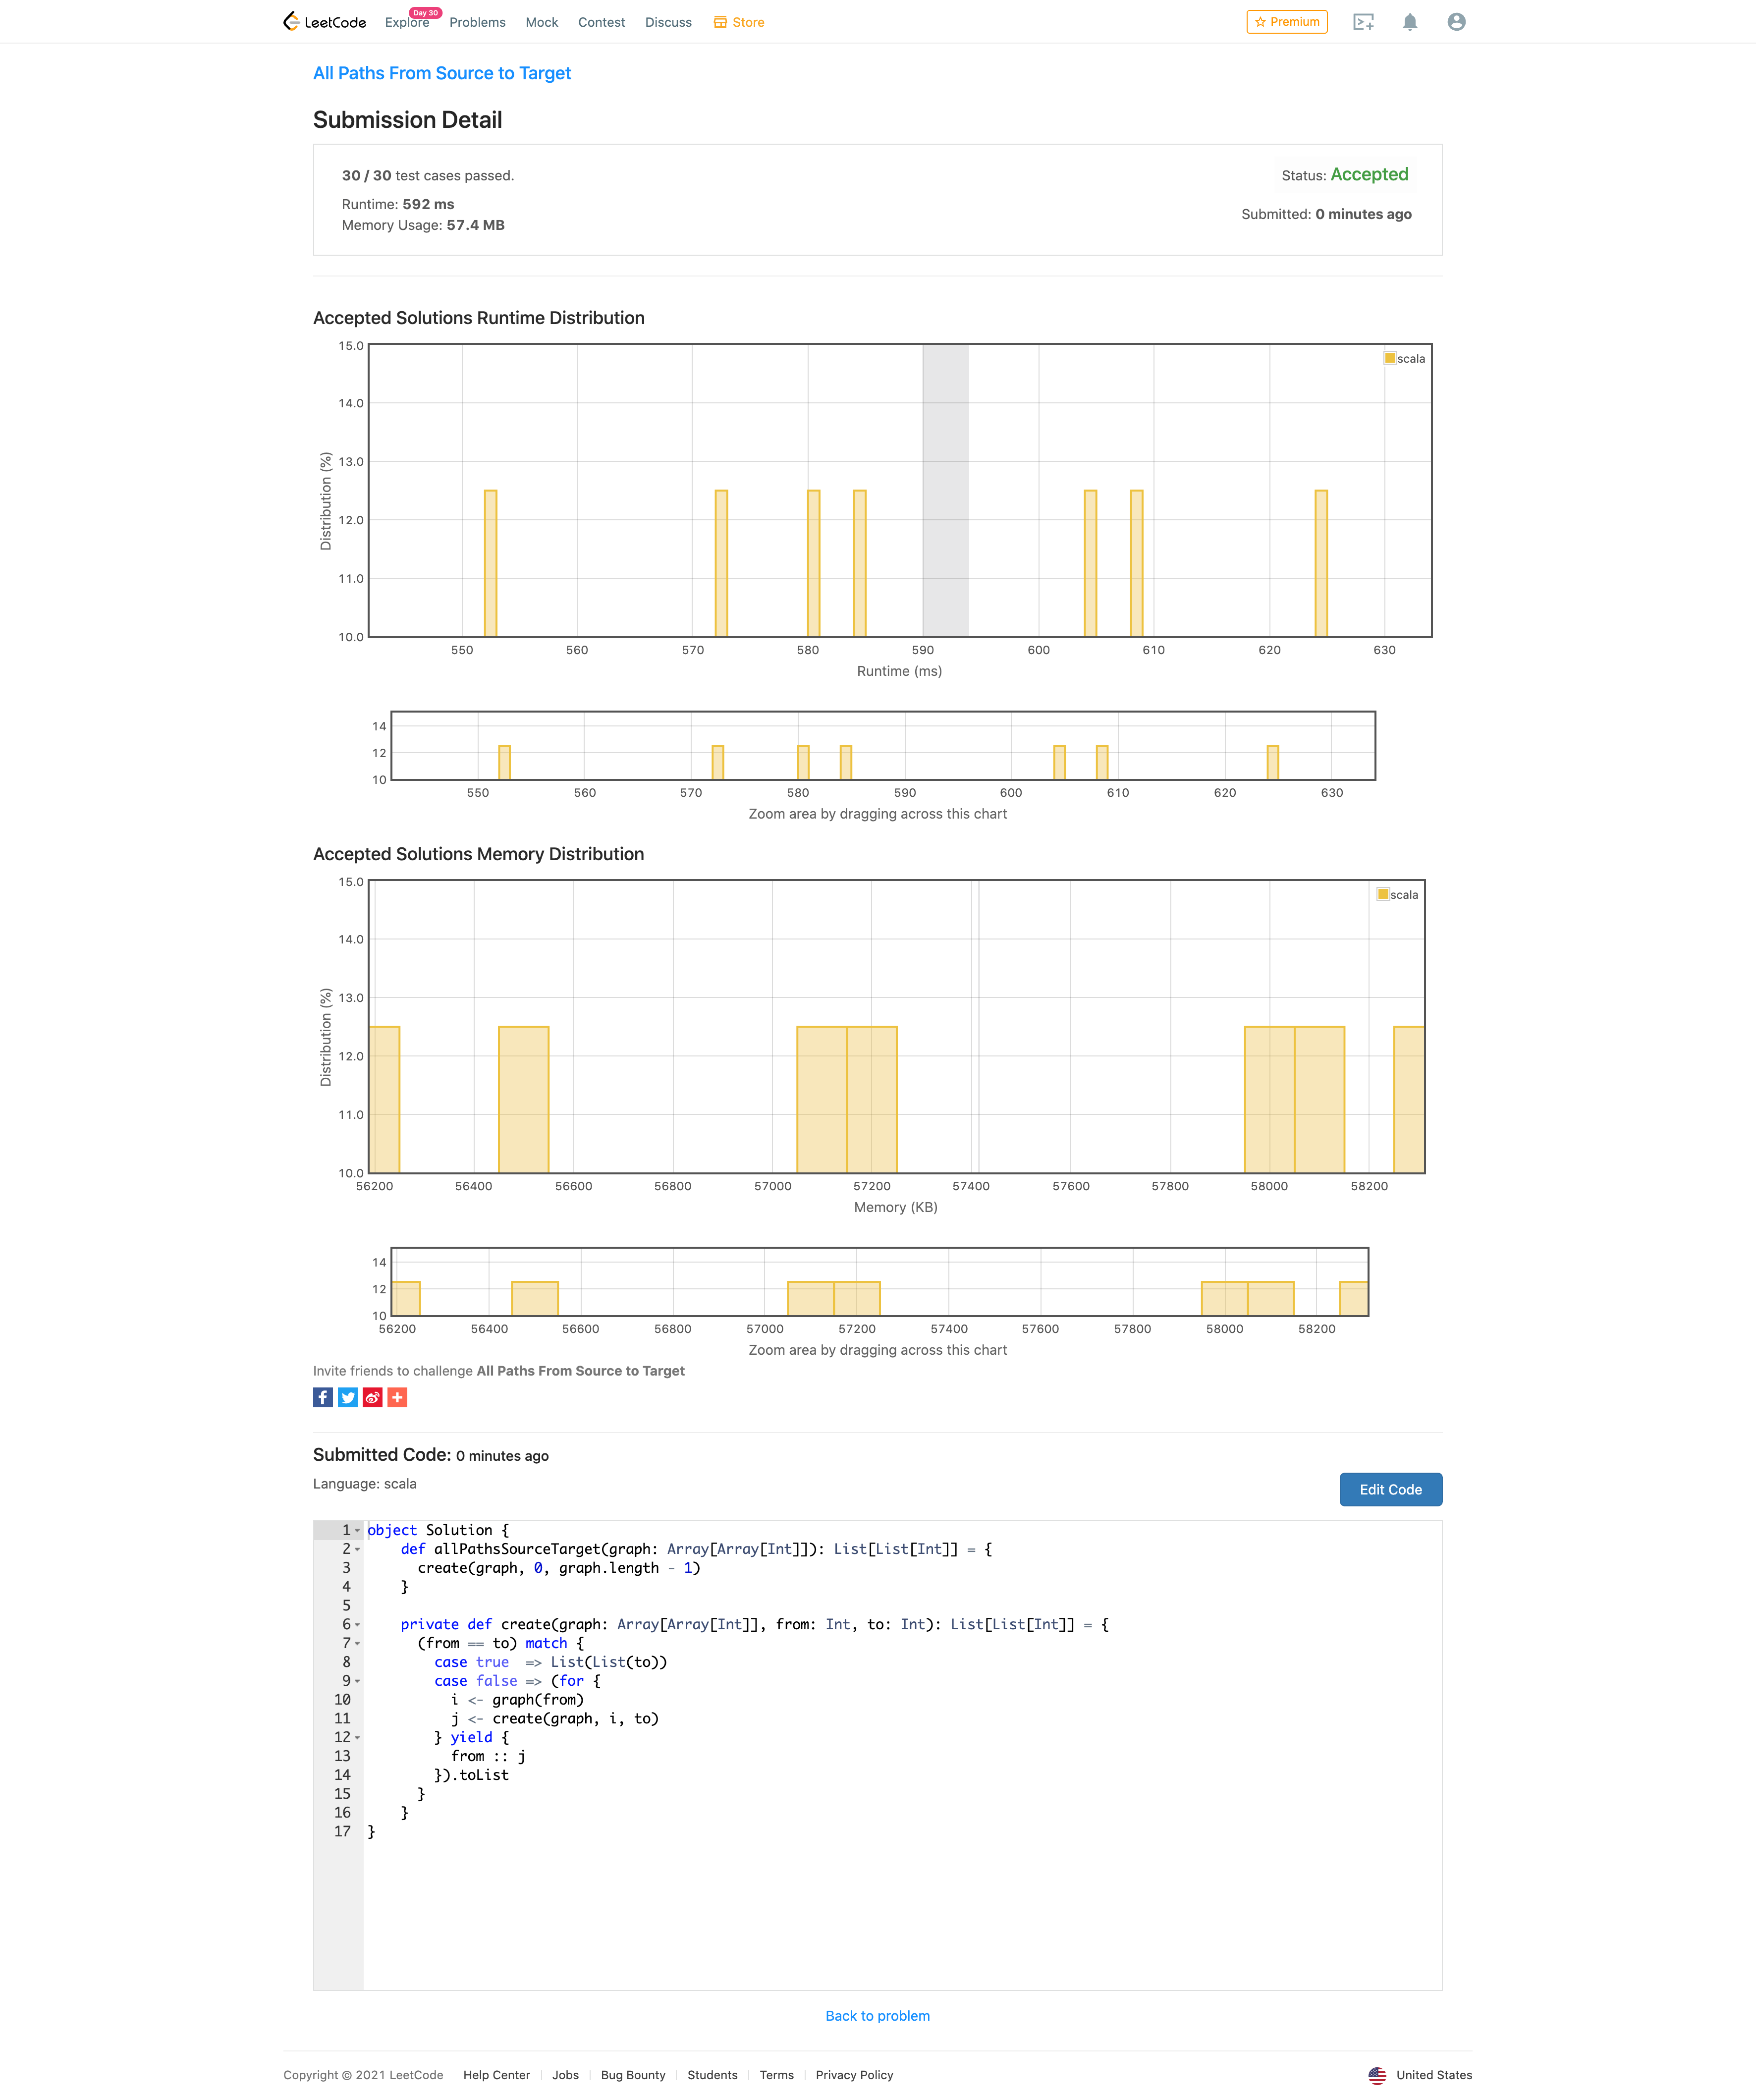 LeetCode Explore Day 30 Problems Mock Contest Discuss Store Premium
All Paths From Source to Target
Submission Detail
30 / 30 test cases passed.
Status: Accepted
Runtime: 592 ms
Submitted: 0 minutes ago
Memory Usage: 57.4 MB
Accepted Solutions Runtime Distribution
15.0
scala
14.0
13.0
Distribution (%)
12.0
11.0
10.0
550 560 570 580 590 600 610 620 630
Runtime (ms)
14
12
10
550 560 570 580 590 600 610 620 630
Zoom area by dragging across this chart
Accepted Solutions Memory Distribution
15.0
scala
14.0
13.0
Distribution (%)
12.0
11.0
10.0
56200 56400 56600 56800 57000 57200 57400 57600 57800 58000 58200
Memory (KB)
14
12
10
56200 56400 56600 56800 57000 57200 57400 57600 57800 58000 58200
Zoom area by dragging across this chart
Invite friends to challenge All Paths From Source to Target
Submitted Code: 0 minutes ago
Language: scala
Edit Code
1 object Solution {
2     def allPathsSourceTarget(graph: Array[Array[Int]]): List[List[Int]] = {
3       create(graph, 0, graph.length - 1)
4     }
5
6     private def create(graph: Array[Array[Int]], from: Int, to: Int): List[List[Int]] = {
7       (from == to) match {
8         case true  => List(List(to))
9         case false => (for {
10           i <- graph(from)
11           j <- create(graph, i, to)
12         } yield {
13           from :: j
14         }).toList
15       }
16     }
17 }
Back to problem
Copyright © 2021 LeetCode Help Center Jobs Bug Bounty Students Terms Privacy Policy United States